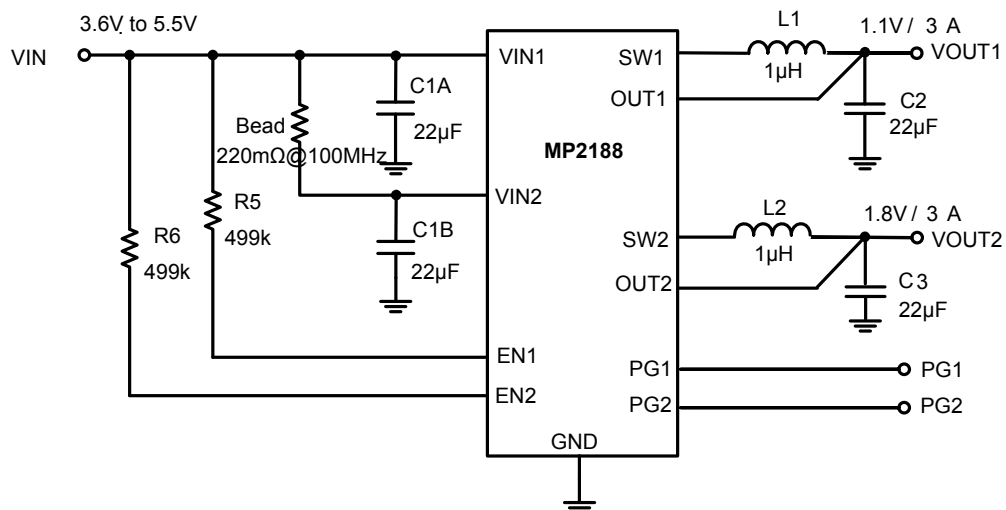 3.6V to 5.5V
VIN
VIN1
C1A
22µF
Bead
220mΩ@100MHz
VIN2
C1B
22µF
R5
499k
R6
499k
EN1
EN2
MP2188
GND
SW1
OUT1
L1
1µH
1.1V / 3 A
VOUT1
C2
22µF
SW2
OUT2
L2
1µH
1.8V / 3 A
VOUT2
C3
22µF
PG1
PG1
PG2
PG2